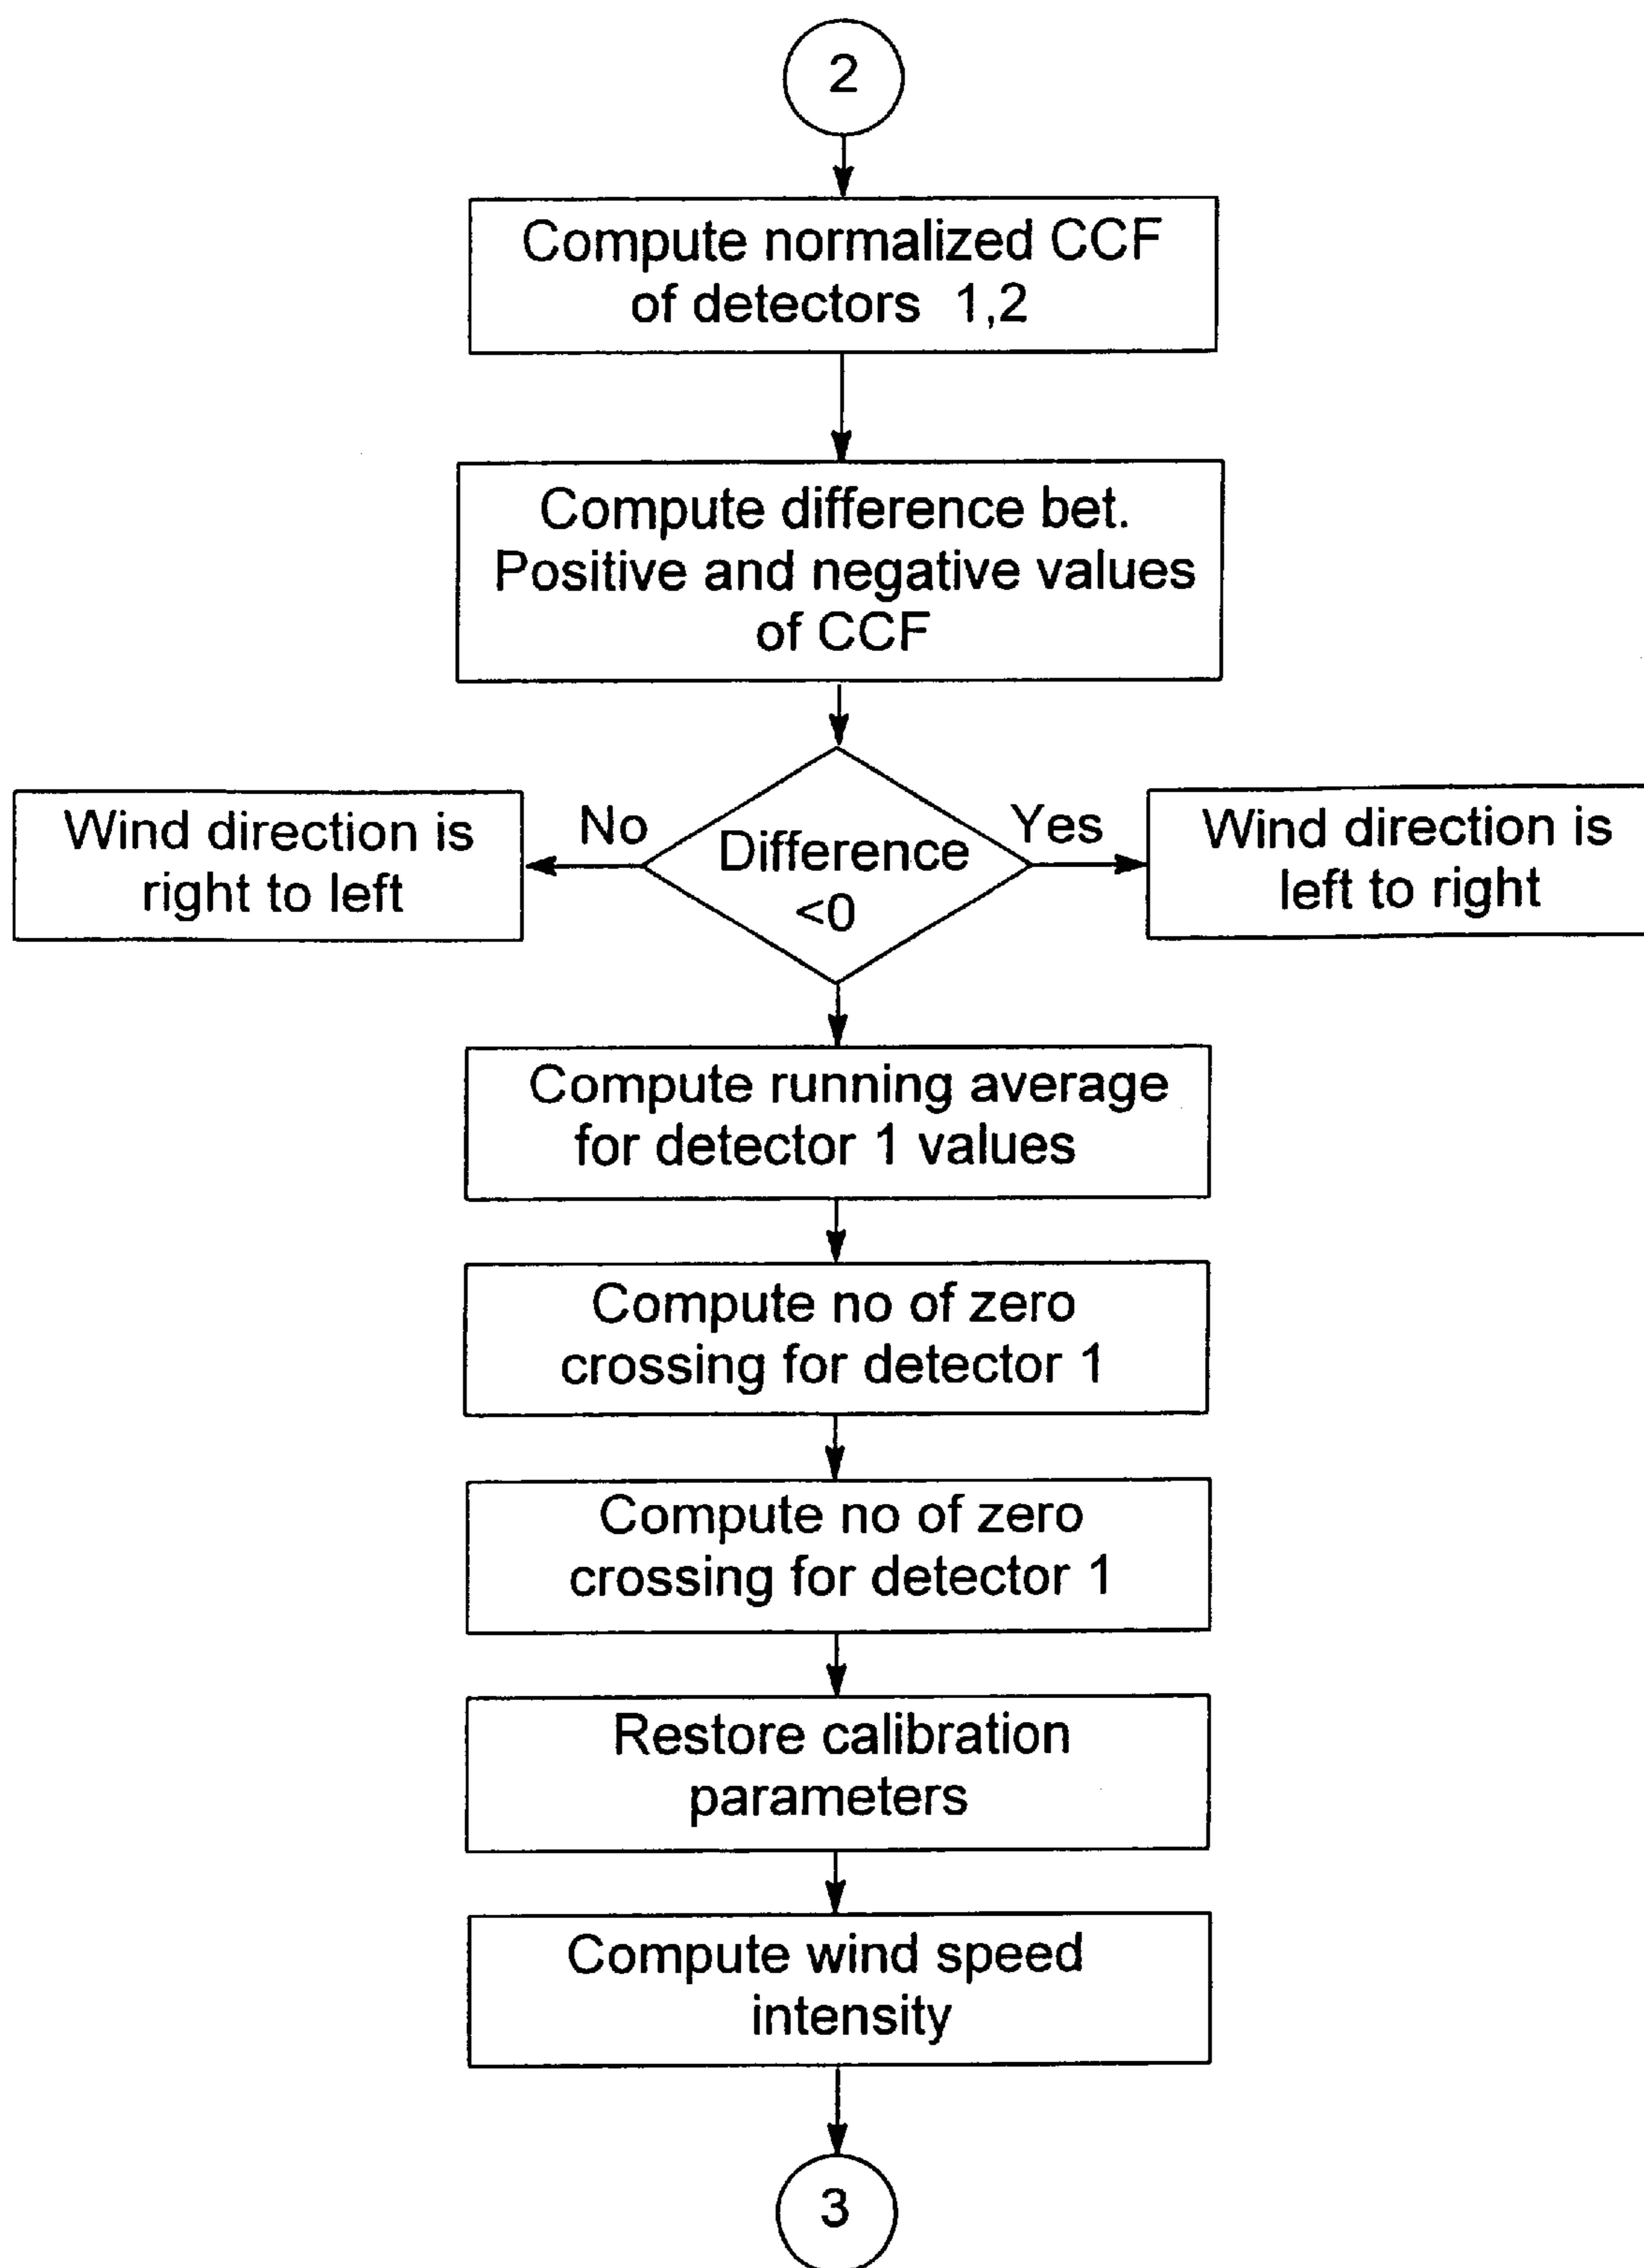 2
Compute normalized CCF
of detectors 1,2
Compute difference bet.
Positive and negative values
of CCF
Wind direction is
right to left
No
Difference
<0
Yes
Wind direction is
left to right
Compute running average
for detector 1 values
Compute no of zero
crossing for detector 1
Compute no of zero
crossing for detector 1
Restore calibration
parameters
Compute wind speed
intensity
3